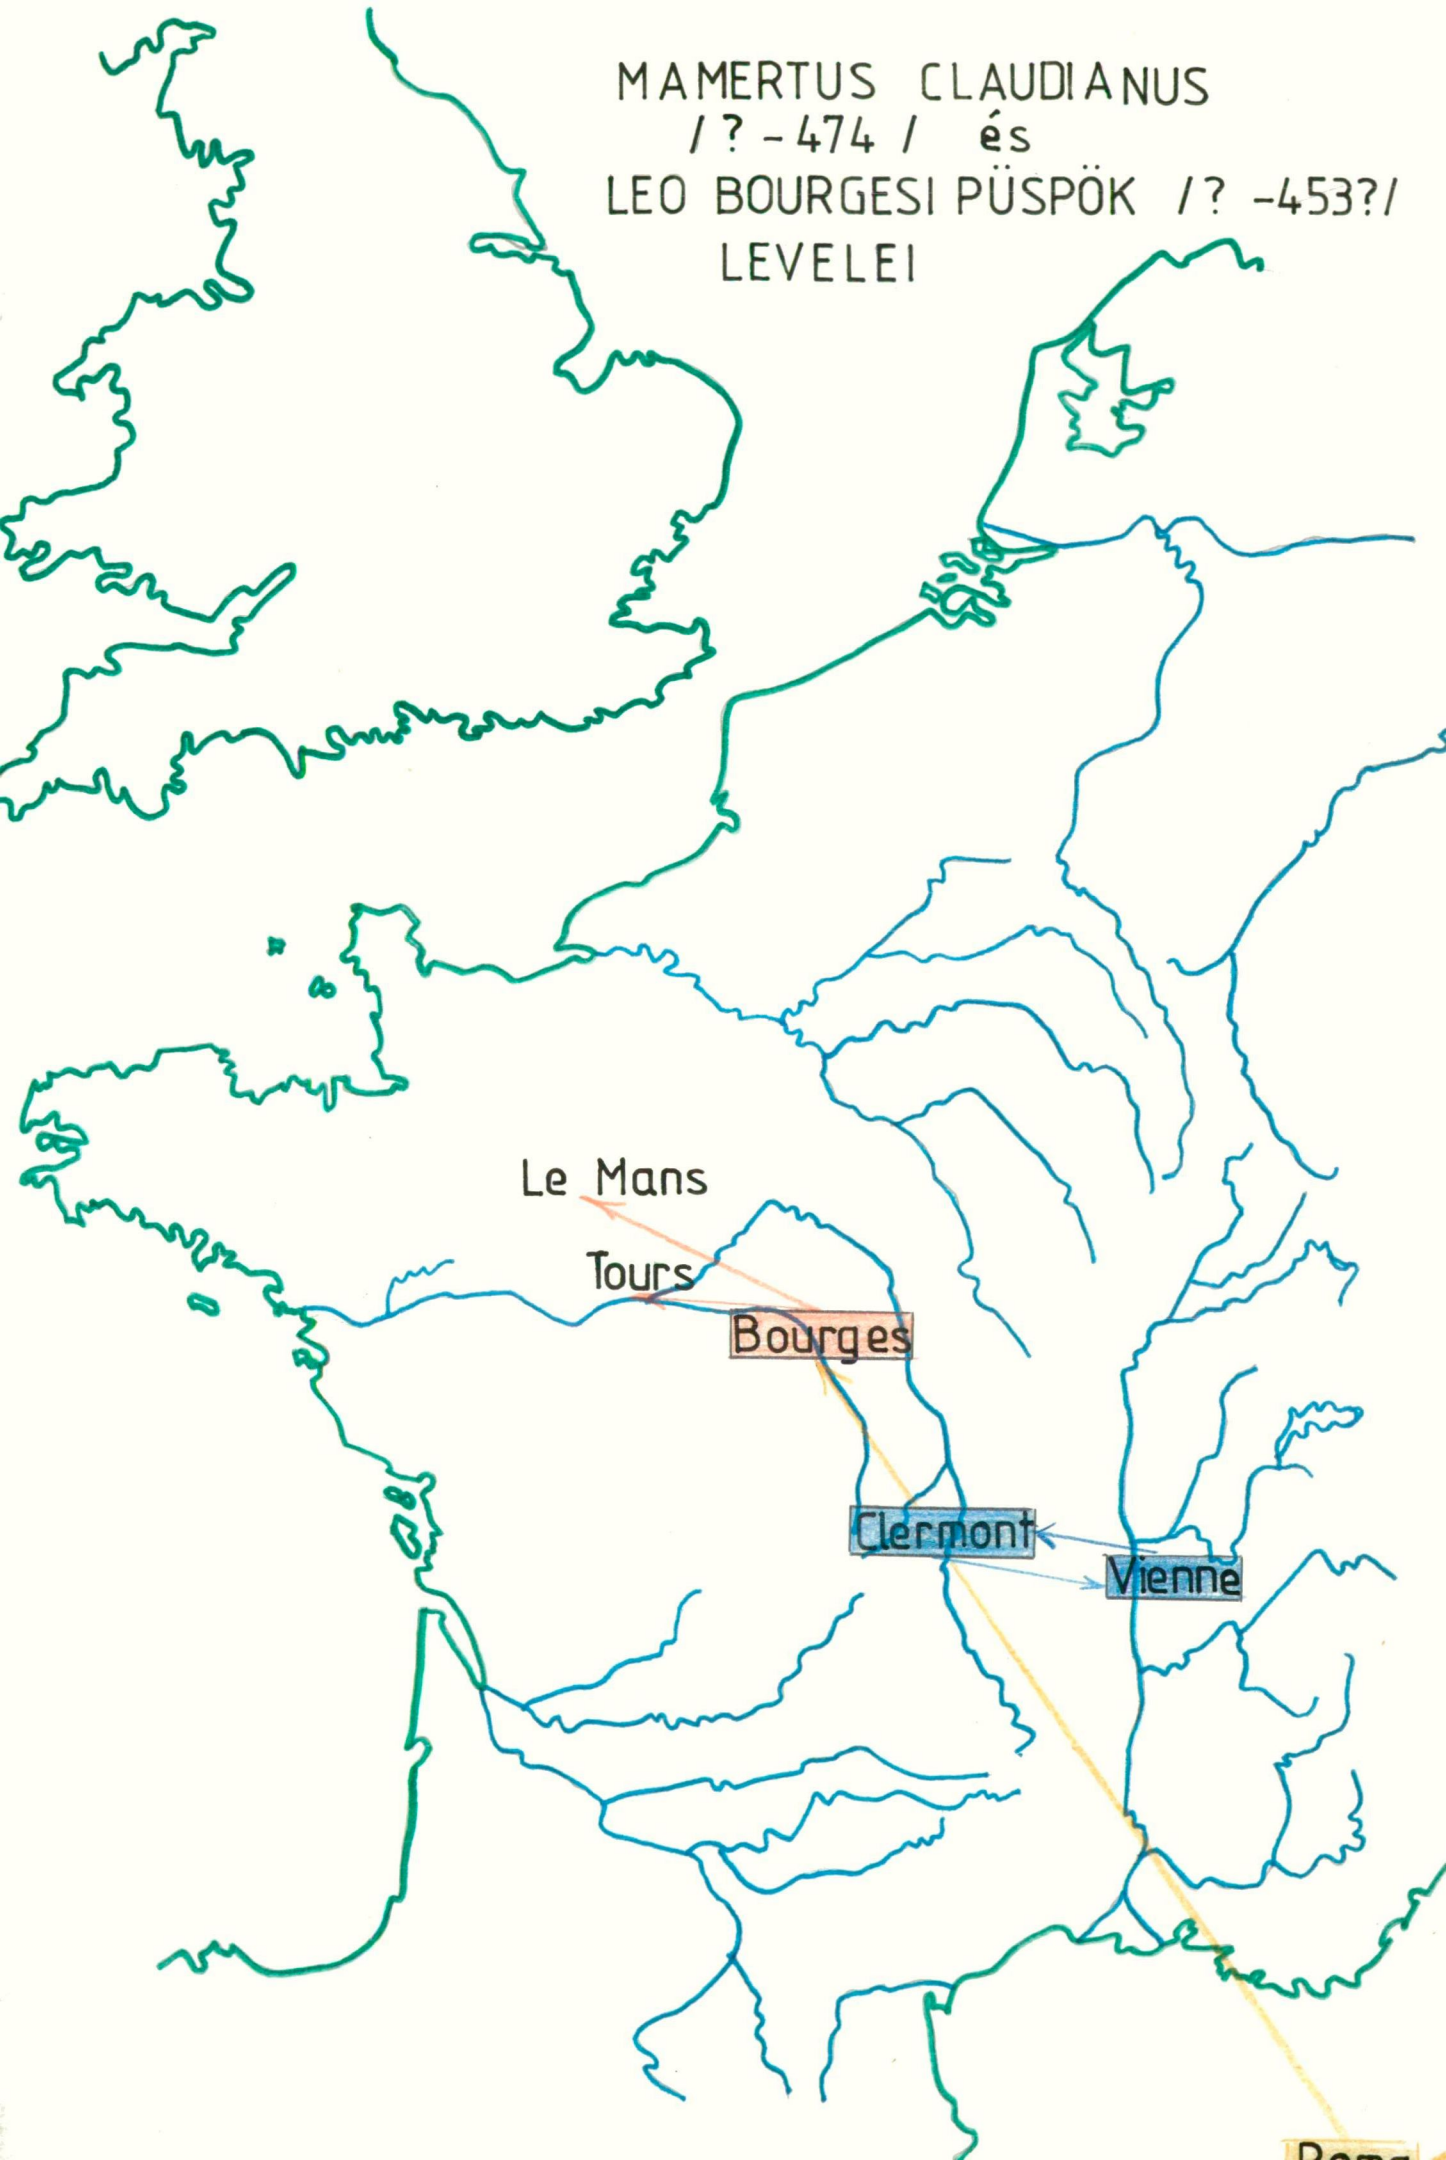 MAMERTUS CLAUDIANUS
/ ? - 474 / és
LEO BOURGESI PÜSPÖK /? -453?/
LEVELEI
Le Mans
Tours
Bourges
Clermont
Vienne